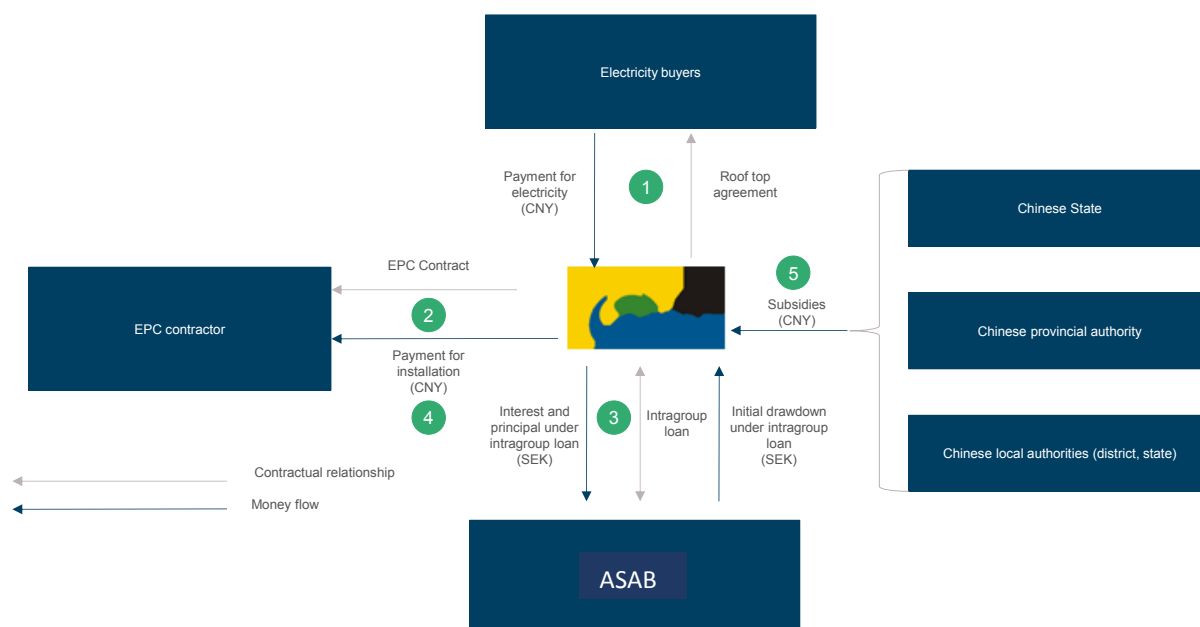 Electricity buyers
Payment for
electricity
(CNY)
1
Roof top
agreement
Chinese State
EPC Contract
5
Subsidies
(CNY)
2
EPC contractor
Chinese provincial authority
Payment for
installation
(CNY)
4
Interest and
principal under
intragroup loan
(SEK)
3
Intragroup
loan
Initial drawdown
under intragroup
loan
(SEK)
Chinese local authorities (district, state)
Contractual relationship
Money flow
ASAB